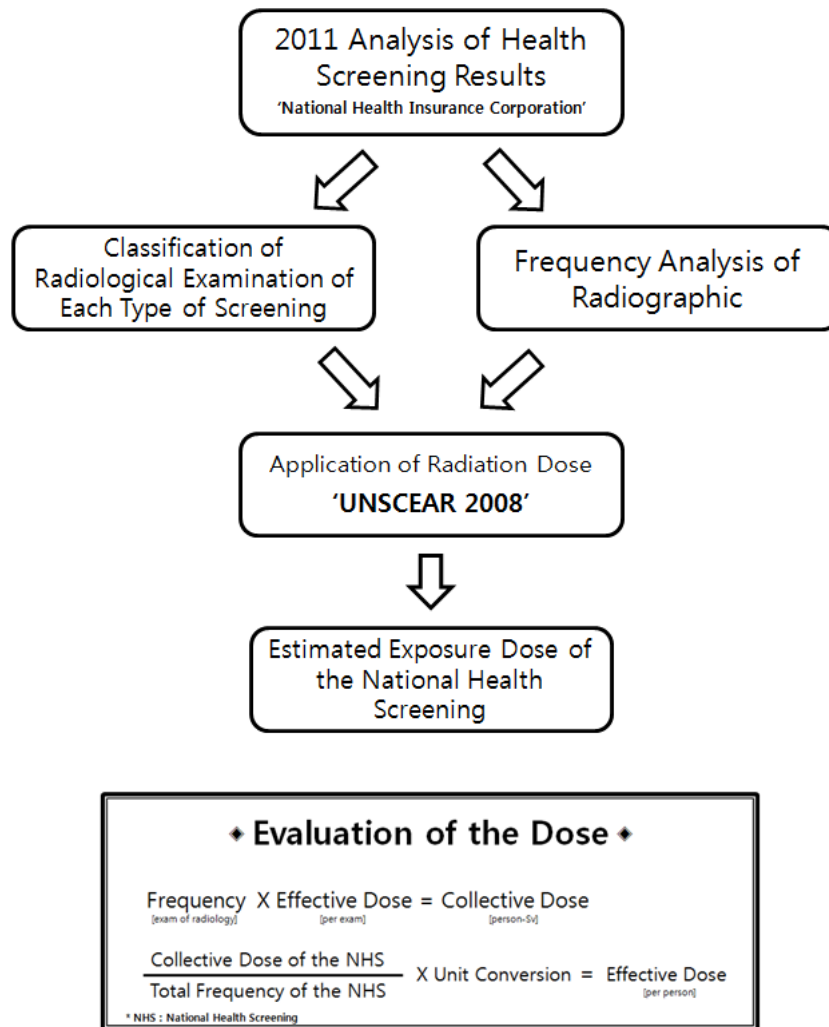 2011 Analysis of Health
Screening Results
‘National Health Insurance Corporation’
Classification of
Radiological Examination of
Each Type of Screening
Frequency Analysis of
Radiographic
Application of Radiation Dose
‘UNSCEAR 2008’
Estimated Exposure Dose of
the National Health
Screening
◆ Evaluation of the Dose ◆
Frequency X Effective Dose = Collective Dose
[exam of radiology] [per exam] [person-Sv]
Collective Dose of the NHS
Total Frequency of the NHS
X Unit Conversion = Effective Dose
[per person]
* NHS : National Health Screening